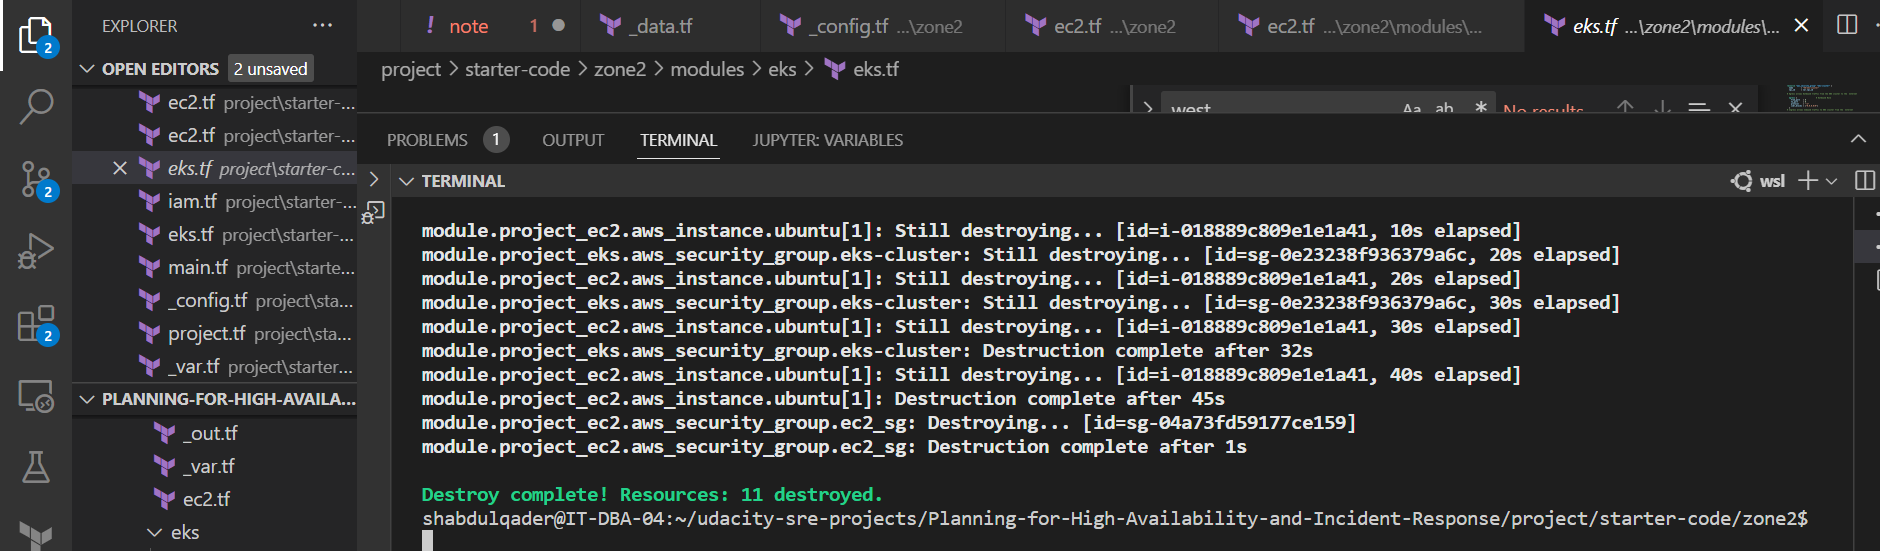 EXPLORER
OPEN EDITORS 2 unsaved
ec2.tf project\starter-...
ec2.tf project\starter-...
eks.tf project\starter-c...
iam.tf project\starter-...
eks.tf project\starter-...
main.tf project\starte...
_config.tf project\sta...
project.tf project\sta...
_var.tf project\starter...
PLANNING-FOR-HIGH-AVAILA...
_out.tf
_var.tf
ec2.tf
eks
2
2
2
! note 1
_data.tf
_config.tf ...\zone2
ec2.tf ...\zone2
ec2.tf ...\zone2\modules\...
eks.tf ...\zone2\modules\...
project > starter-code > zone2 > modules > eks > eks.tf
west Aa ab * No results
PROBLEMS 1 OUTPUT TERMINAL JUPYTER: VARIABLES
TERMINAL
wsl
module.project_ec2.aws_instance.ubuntu[1]: Still destroying... [id=i-018889c809e1e1a41, 10s elapsed]
module.project_eks.aws_security_group.eks-cluster: Still destroying... [id=sg-0e23238f936379a6c, 20s elapsed]
module.project_ec2.aws_instance.ubuntu[1]: Still destroying... [id=i-018889c809e1e1a41, 20s elapsed]
module.project_eks.aws_security_group.eks-cluster: Still destroying... [id=sg-0e23238f936379a6c, 30s elapsed]
module.project_ec2.aws_instance.ubuntu[1]: Still destroying... [id=i-018889c809e1e1a41, 30s elapsed]
module.project_eks.aws_security_group.eks-cluster: Destruction complete after 32s
module.project_ec2.aws_instance.ubuntu[1]: Still destroying... [id=i-018889c809e1e1a41, 40s elapsed]
module.project_ec2.aws_instance.ubuntu[1]: Destruction complete after 45s
module.project_ec2.aws_security_group.ec2_sg: Destroying... [id=sg-04a73fd59177ce159]
module.project_ec2.aws_security_group.ec2_sg: Destruction complete after 1s
Destroy complete! Resources: 11 destroyed.
shabdulqader@IT-DBA-04:~/udacity-sre-projects/Planning-for-High-Availability-and-Incident-Response/project/starter-code/zone2$